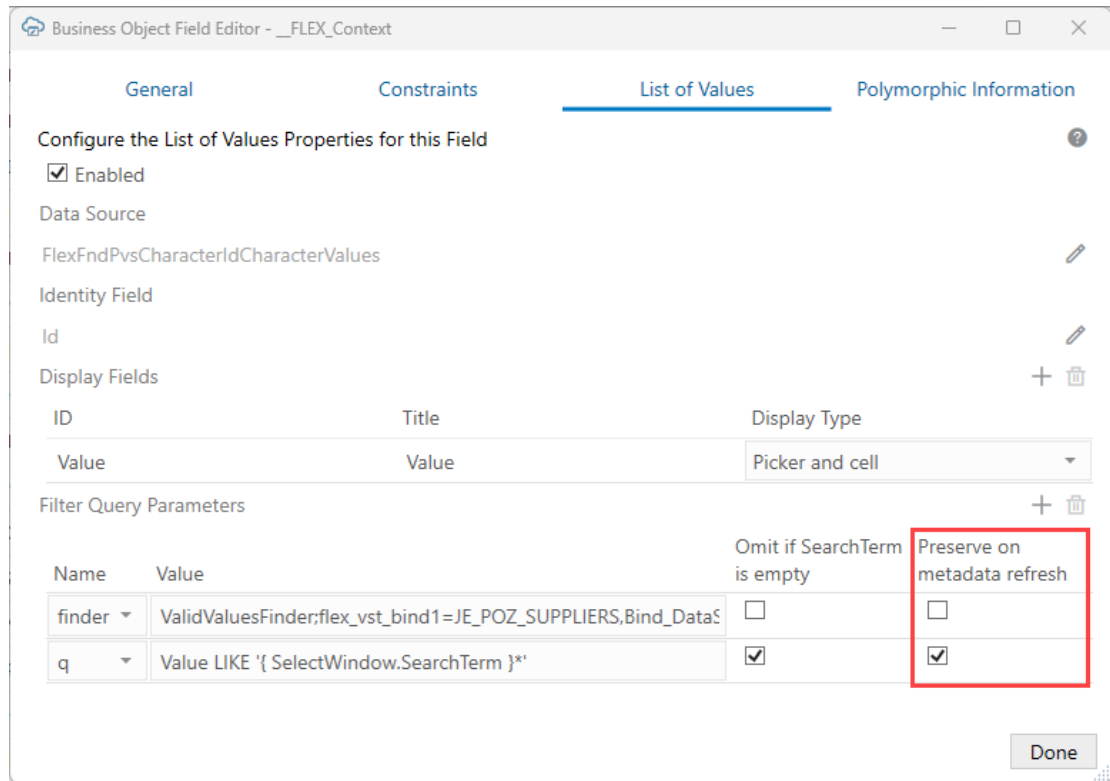 Business Object Field Editor - __FLEX_Context
General Constraints List of Values Polymorphic Information
Configure the List of Values Properties for this Field
Enabled
Data Source
FlexFndPvsCharacterIdCharacterValues
Identity Field
Id
Display Fields
ID Title Display Type
Value Value Picker and cell
Filter Query Parameters
Name Value Omit if SearchTerm is empty Preserve on metadata refresh
finder ValidValuesFinder;flex_vst_bind1=JE_POZ_SUPPLIERS,Bind_DataS
q Value LIKE '{ SelectWindow.SearchTerm }*'
Done